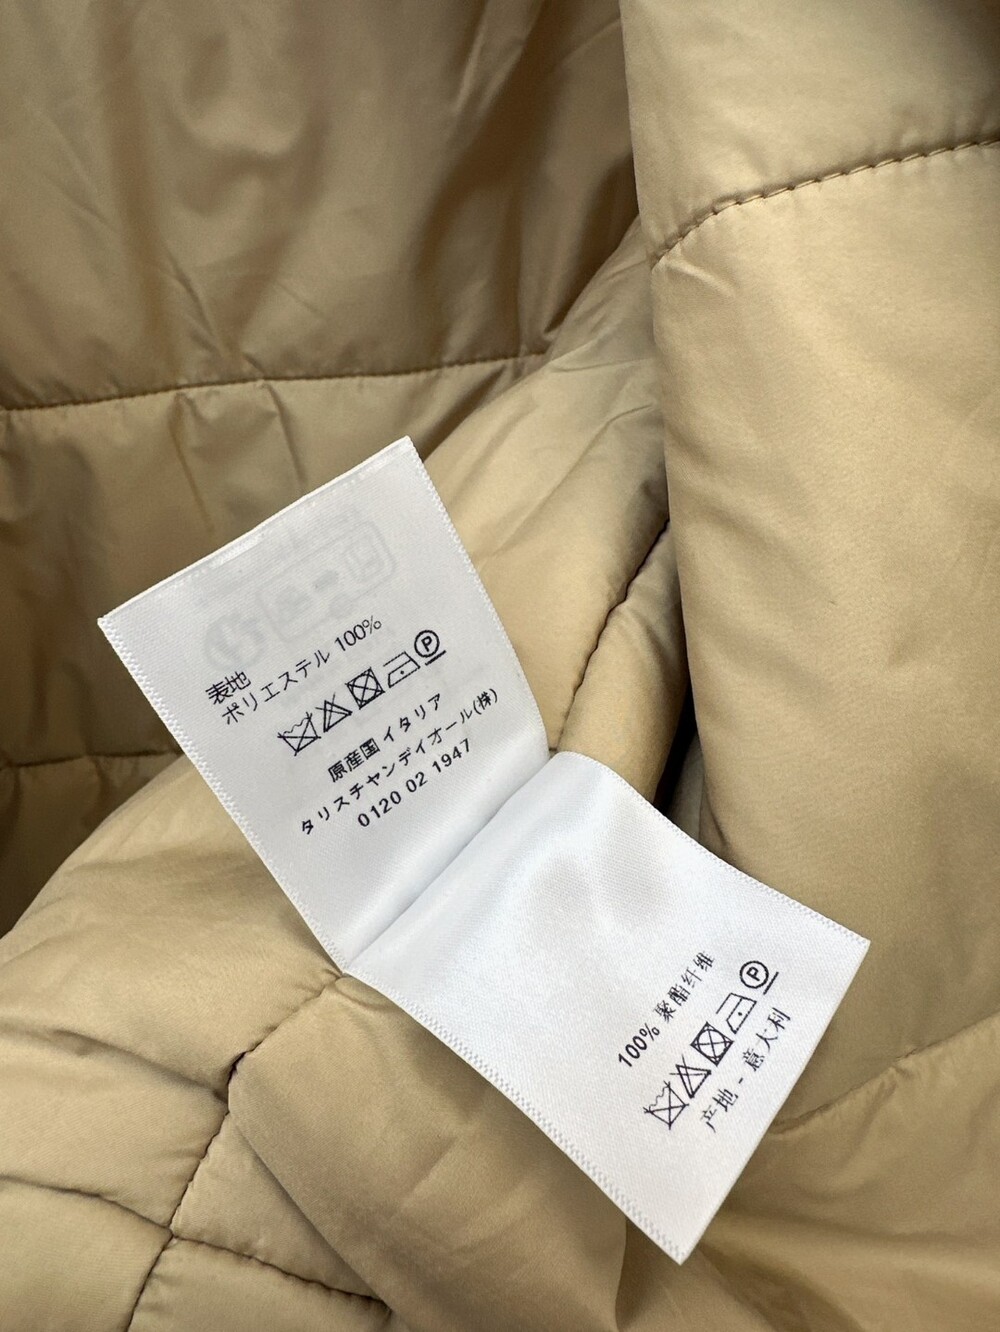 表地
ポリエステル 100%
原産国 イタリア
タリスチャンデイオール(株)
0120 02 1947
100% 聚酯纤维
P
产地 - 意大利